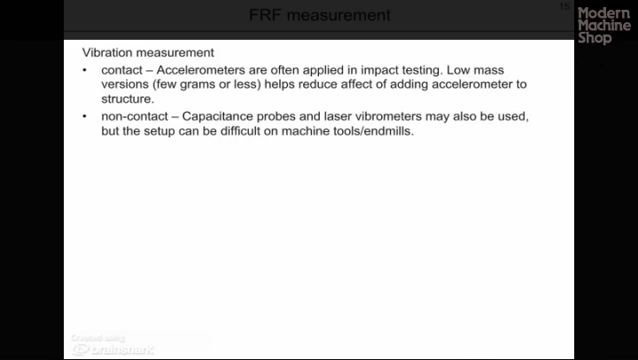 FRF measurement
15
Modern
Machine
Shop
Vibration measurement
• contact – Accelerometers are often applied in impact testing. Low mass
versions (few grams or less) helps reduce affect of adding accelerometer to
structure.
• non-contact – Capacitance probes and laser vibrometers may also be used,
but the setup can be difficult on machine tools/endmills.
Created using
brainshark